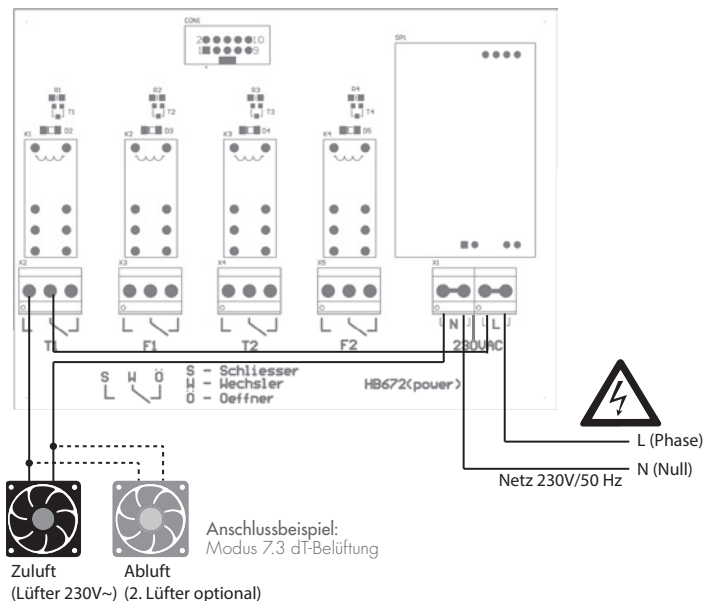 CON1
2 10
1 9
SP1
R1 R2 R3 R4
T1 T2 T3 T4
D2 D3 D4 D5
K1 K2 K3 K4
X2 X3 X4 X5 X1
N L
T1 F1 T2 F2 230VAC
S W Ö
S - Schliesser
W - Wechsler
Ö - Oeffner
HB672(power)
L (Phase)
N (Null)
Netz 230V/50 Hz
Anschlussbeispiel:
Modus 7.3 dT-Belüftung
Zuluft
(Lüfter 230V~)
Abluft
(2. Lüfter optional)